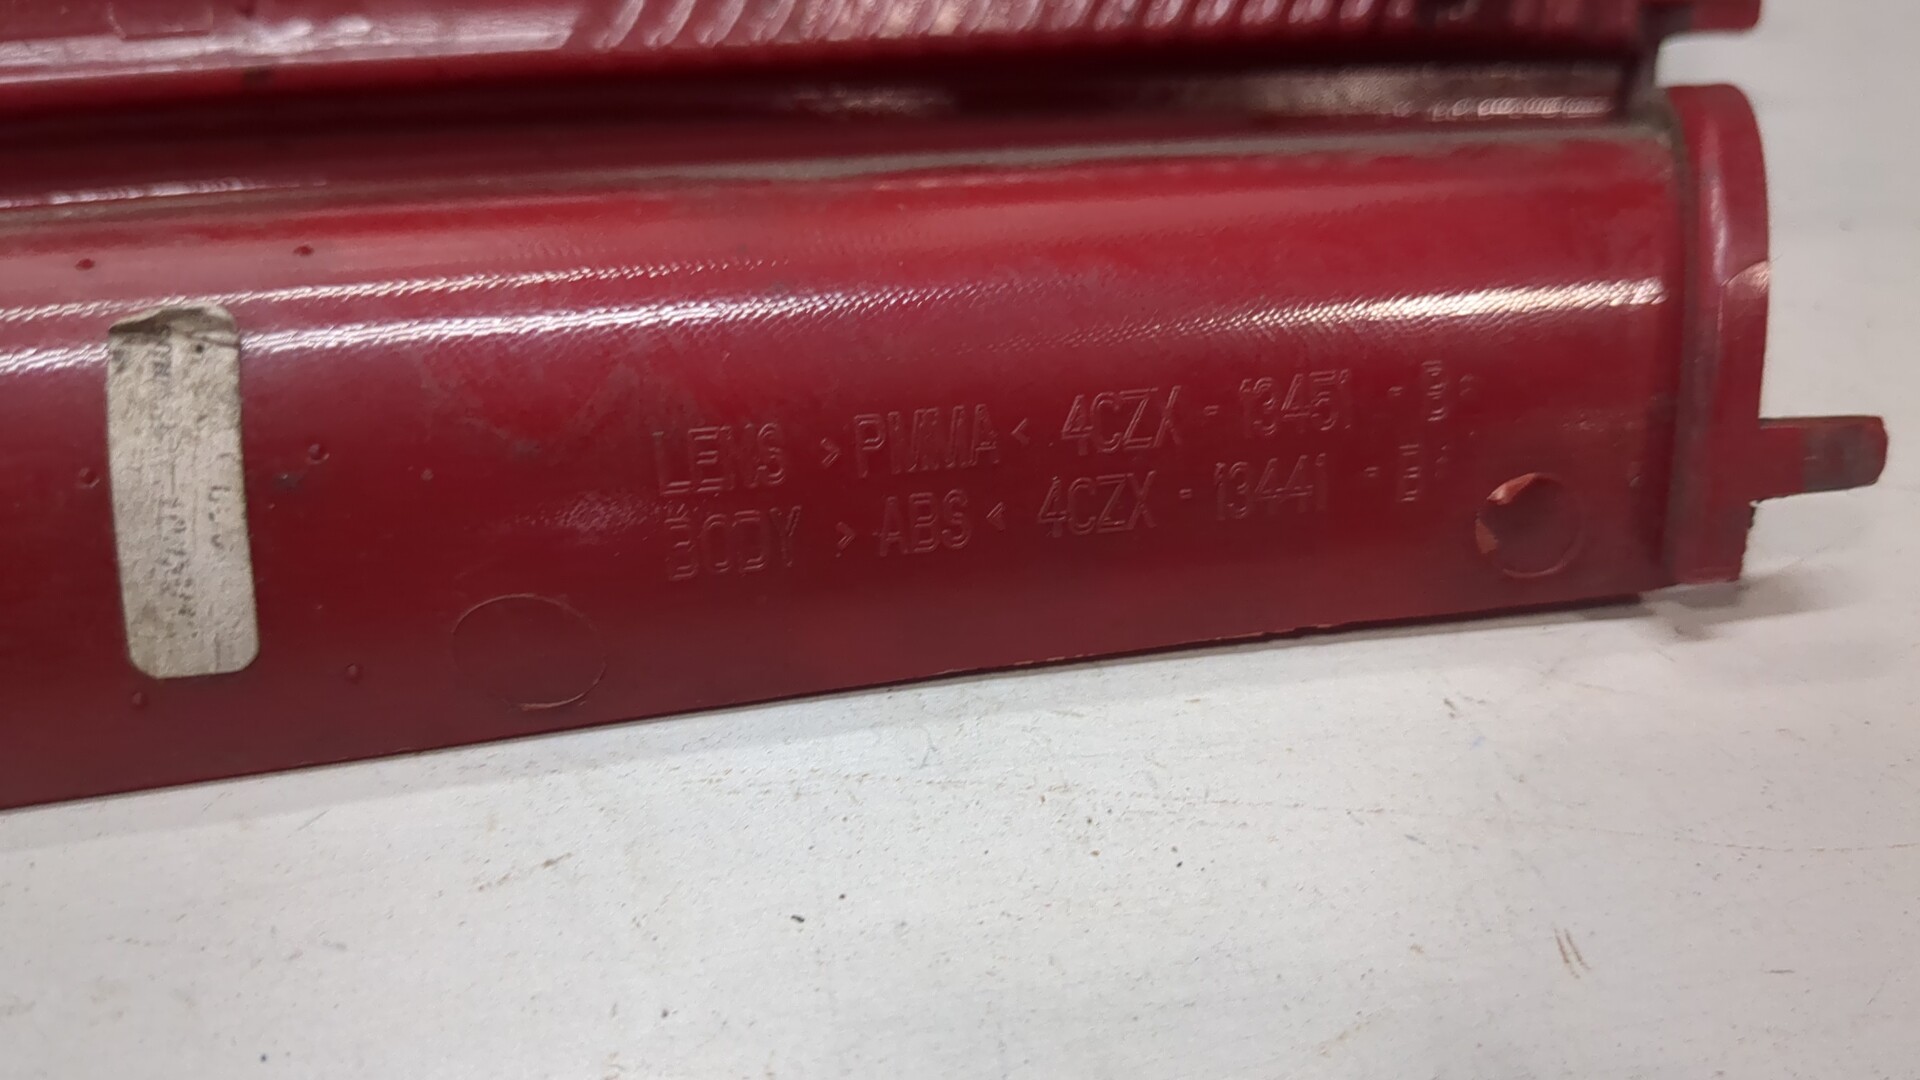 LENS >PMMA< 4CZX - 13451 - B
BODY >ABS< 4CZX - 13441 - B